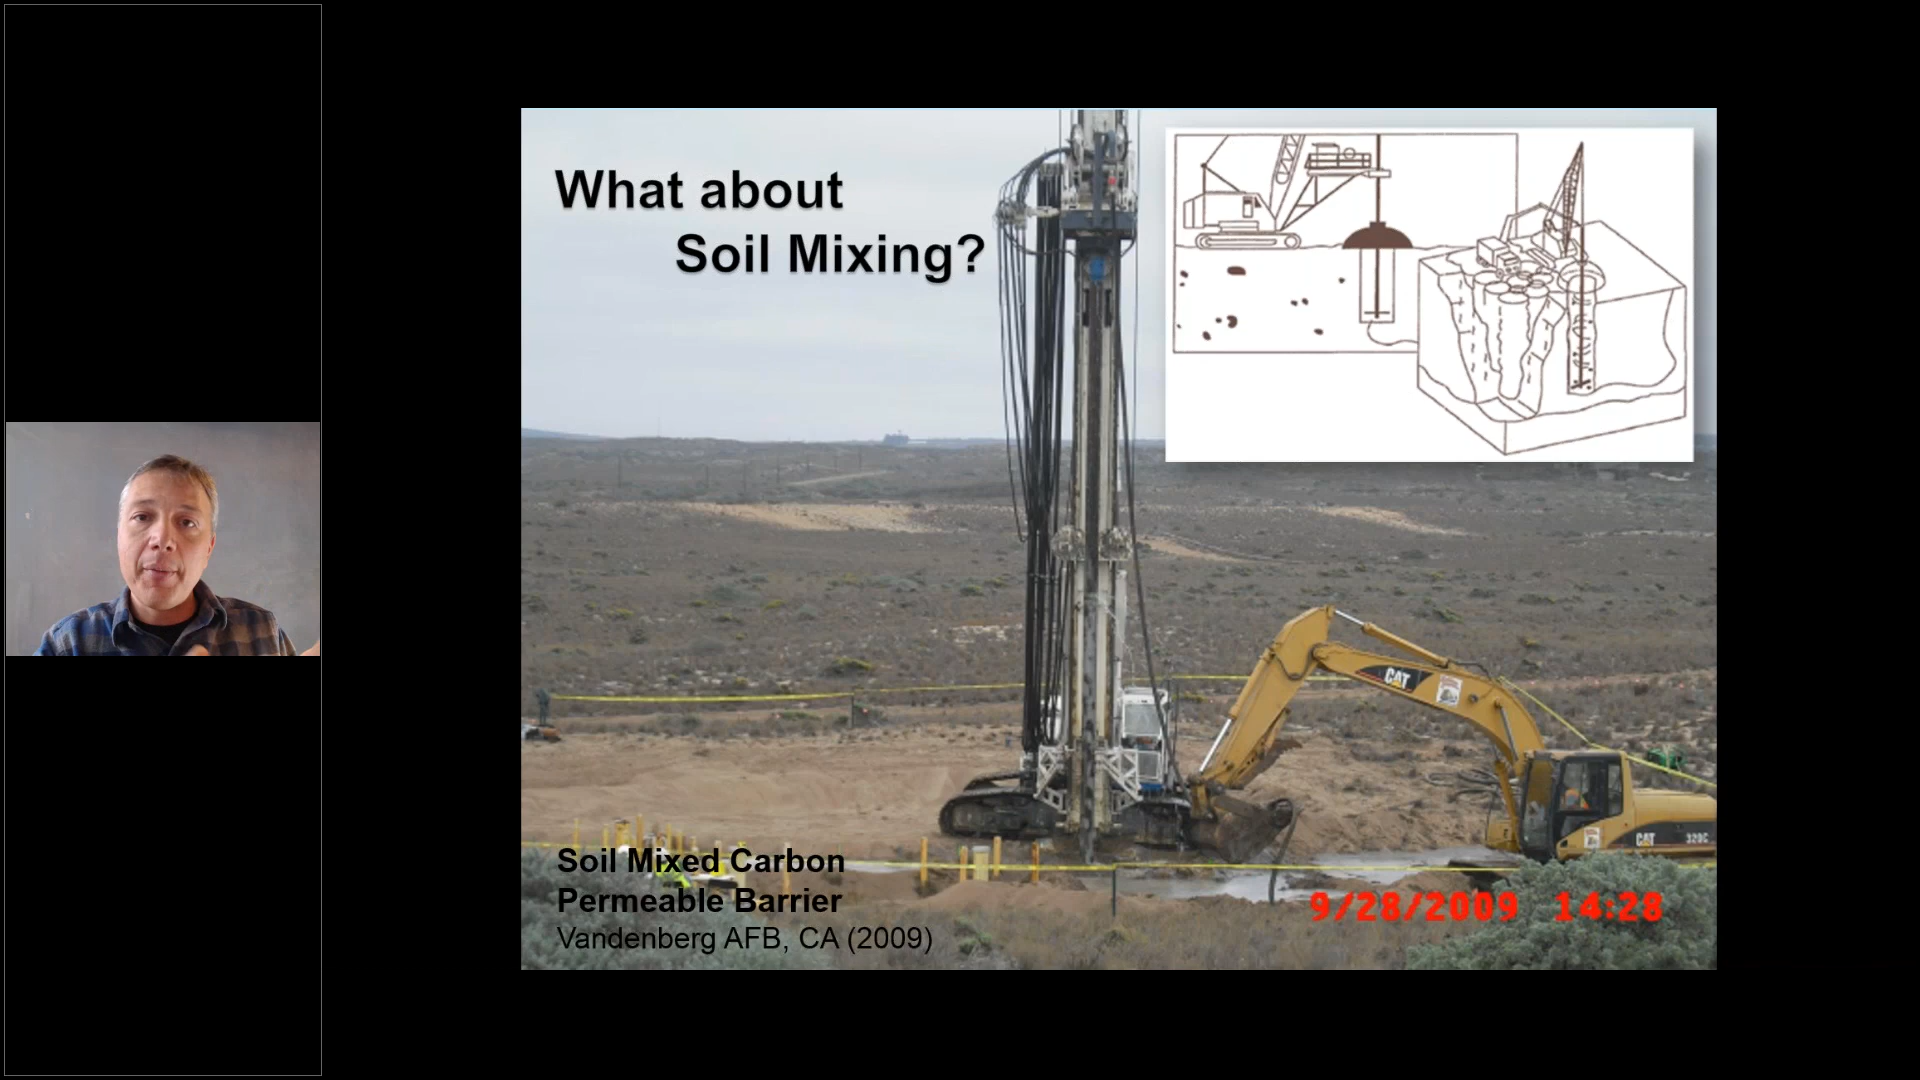 What about
Soil Mixing?
CAT
CAT
320C
Soil Mixed Carbon
Permeable Barrier
Vandenberg AFB, CA (2009)
9/28/2009 14:28